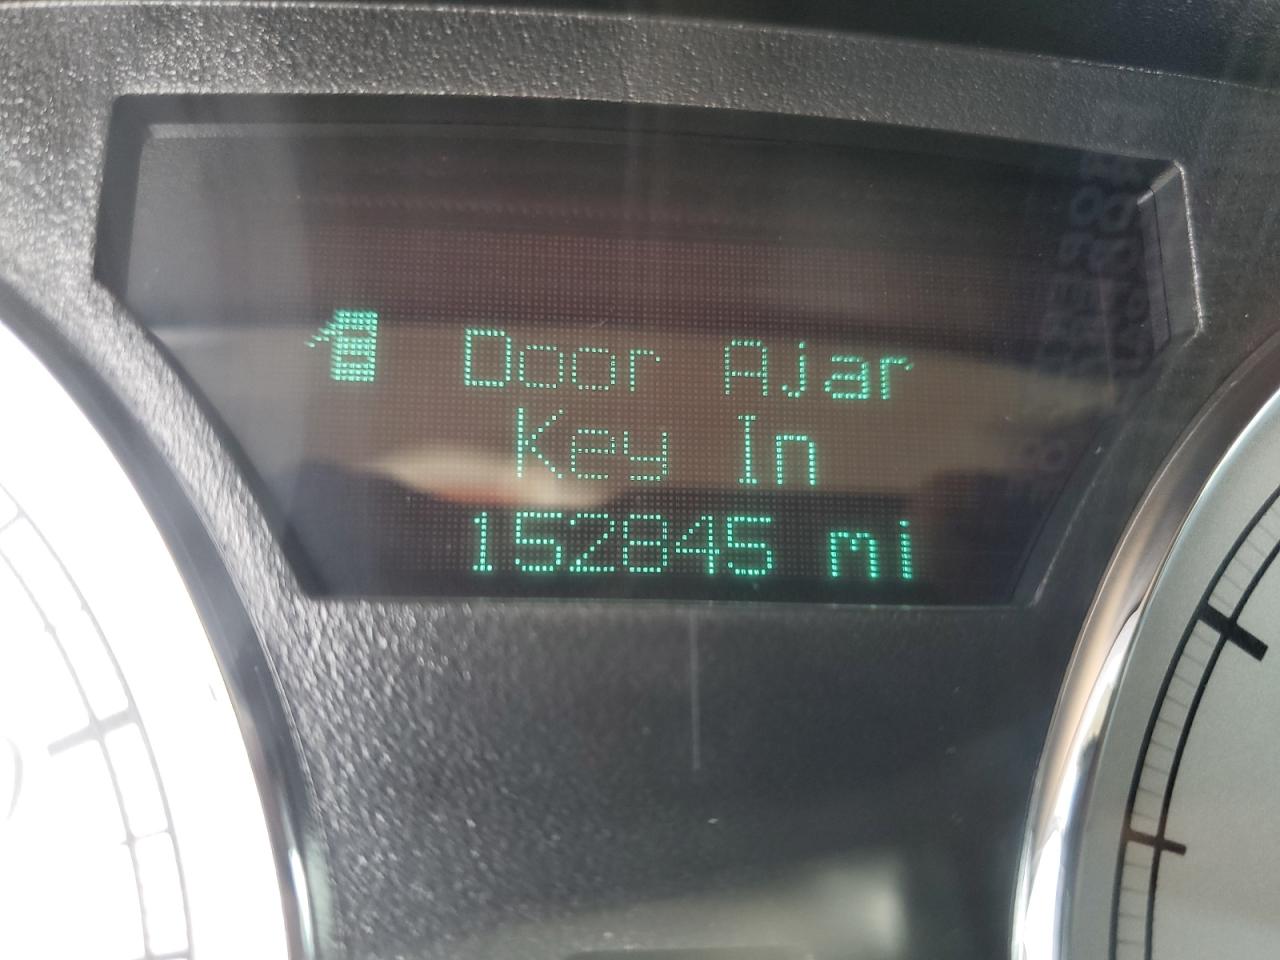 Door Ajar
Key In
152845 mi